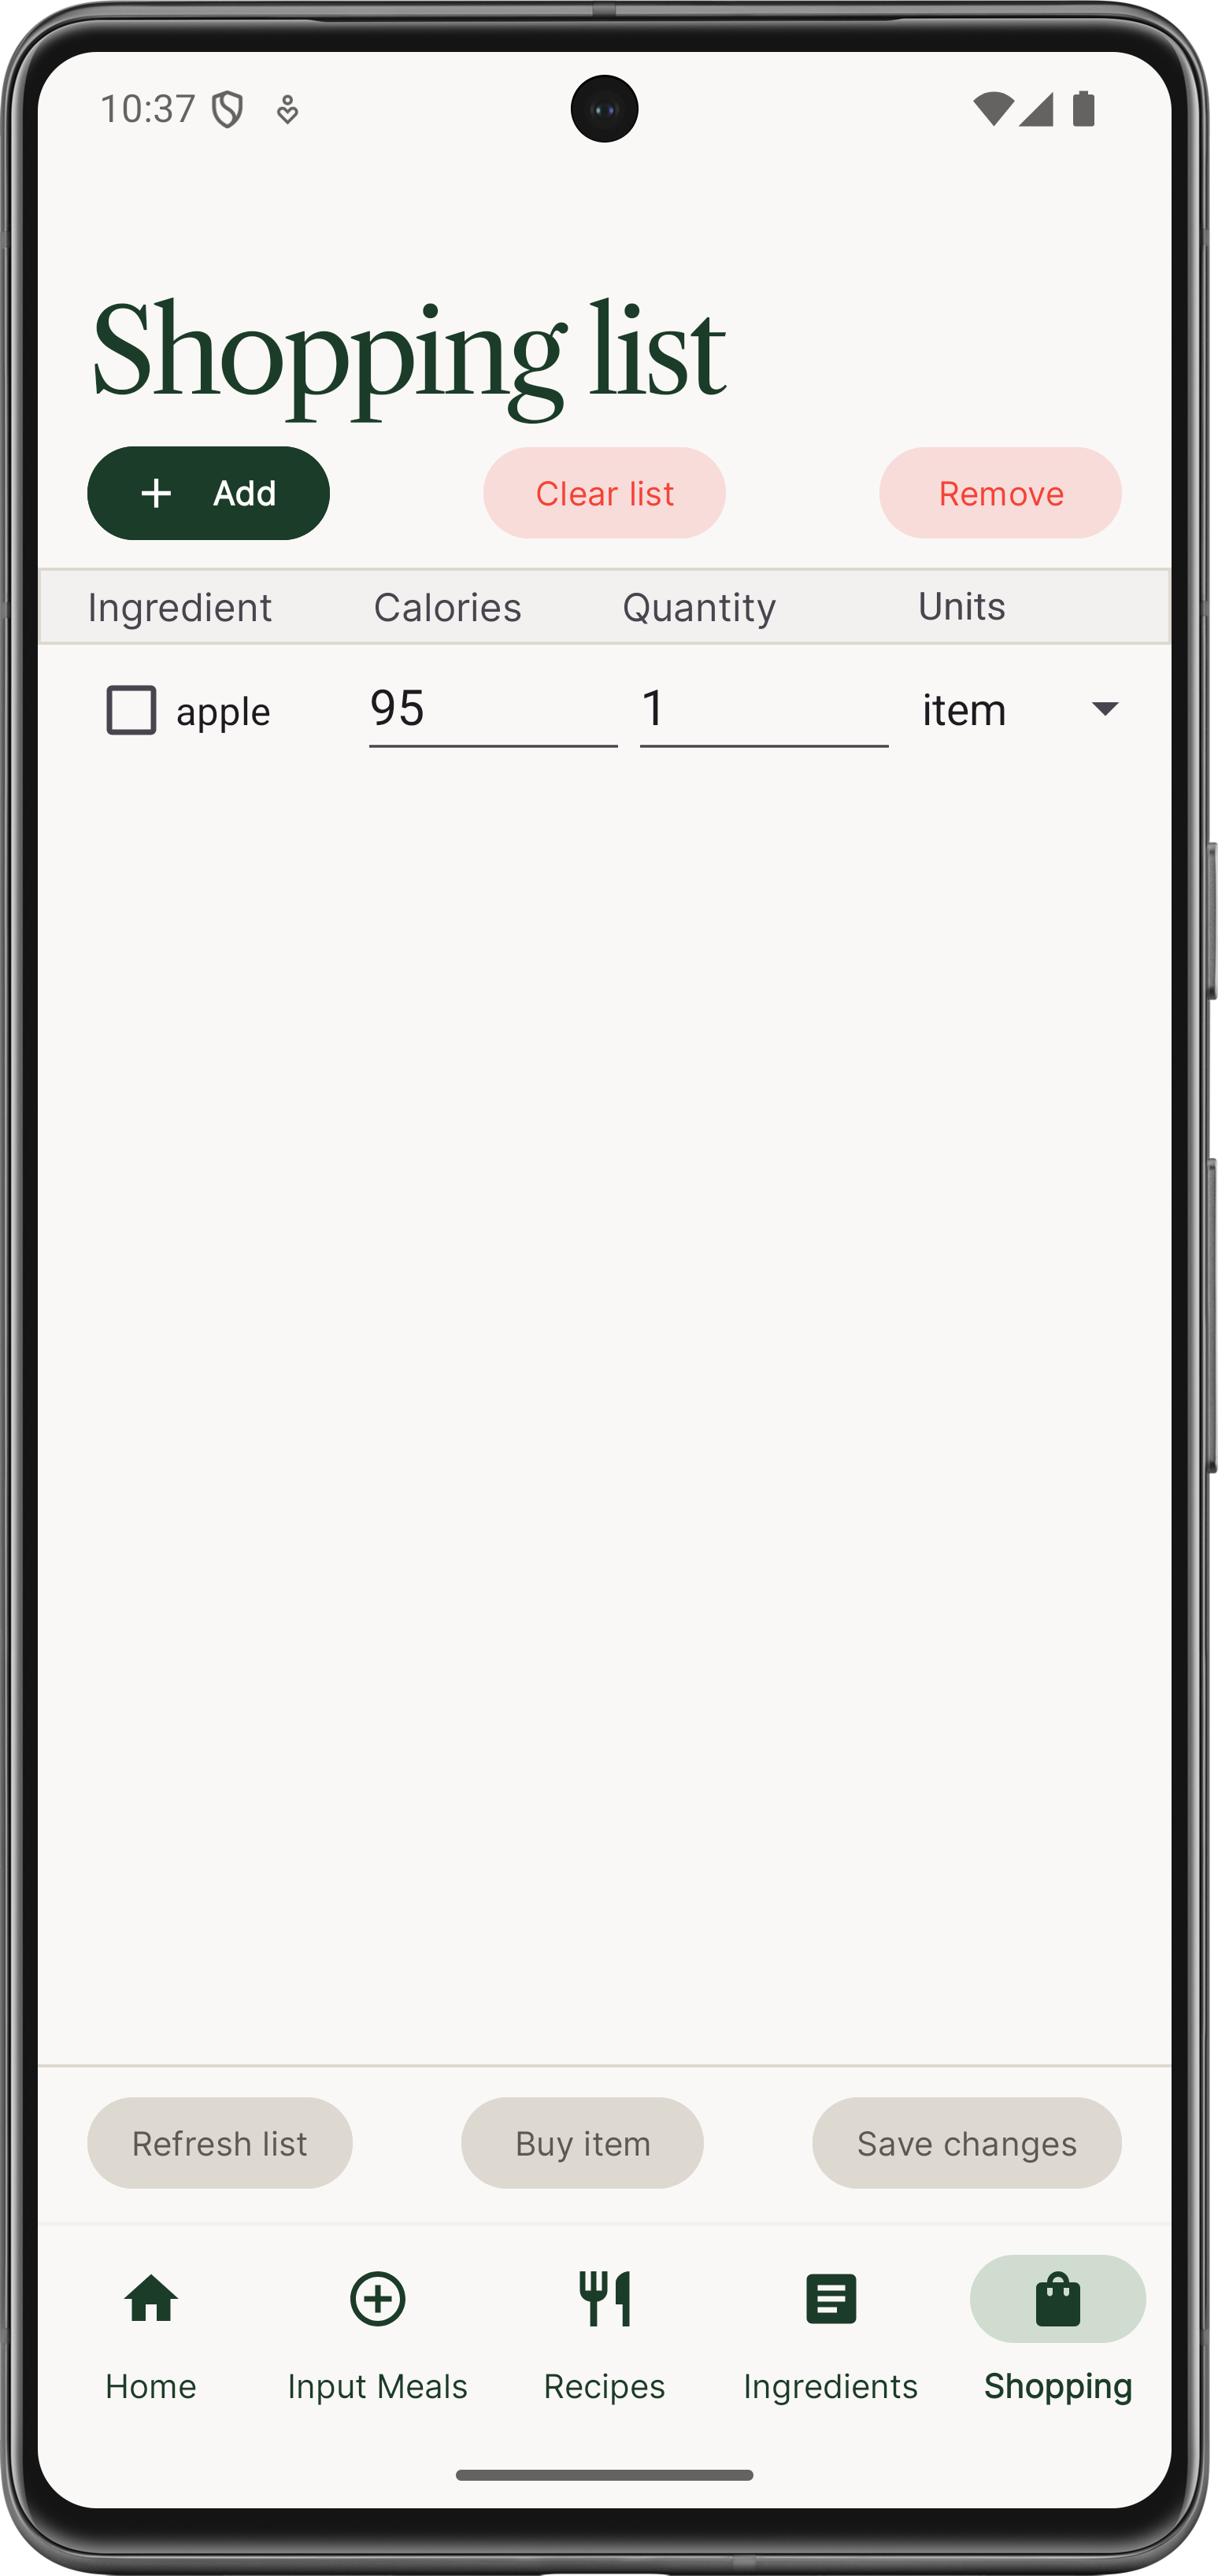 10:37
Shopping list
Add Clear list Remove
Ingredient Calories Quantity Units
apple 95 1 item
Refresh list Buy item Save changes
Home Input Meals Recipes Ingredients Shopping